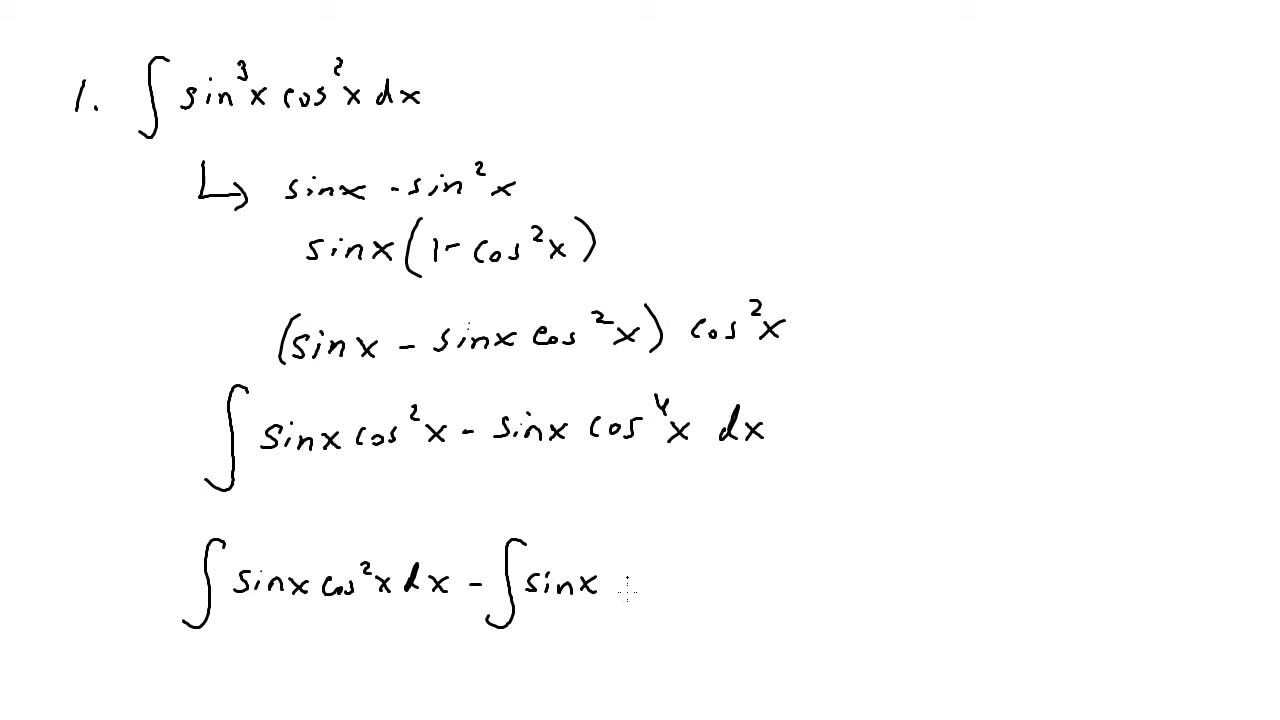 1. ∫ sin³x cos²x dx
↳ sinx - sin²x
sinx(1 - cos²x)
(sinx - sinx cos²x) cos²x
∫ sinx cos²x - sinx cos⁴x dx
∫ sinx cos²x dx - ∫ sinx